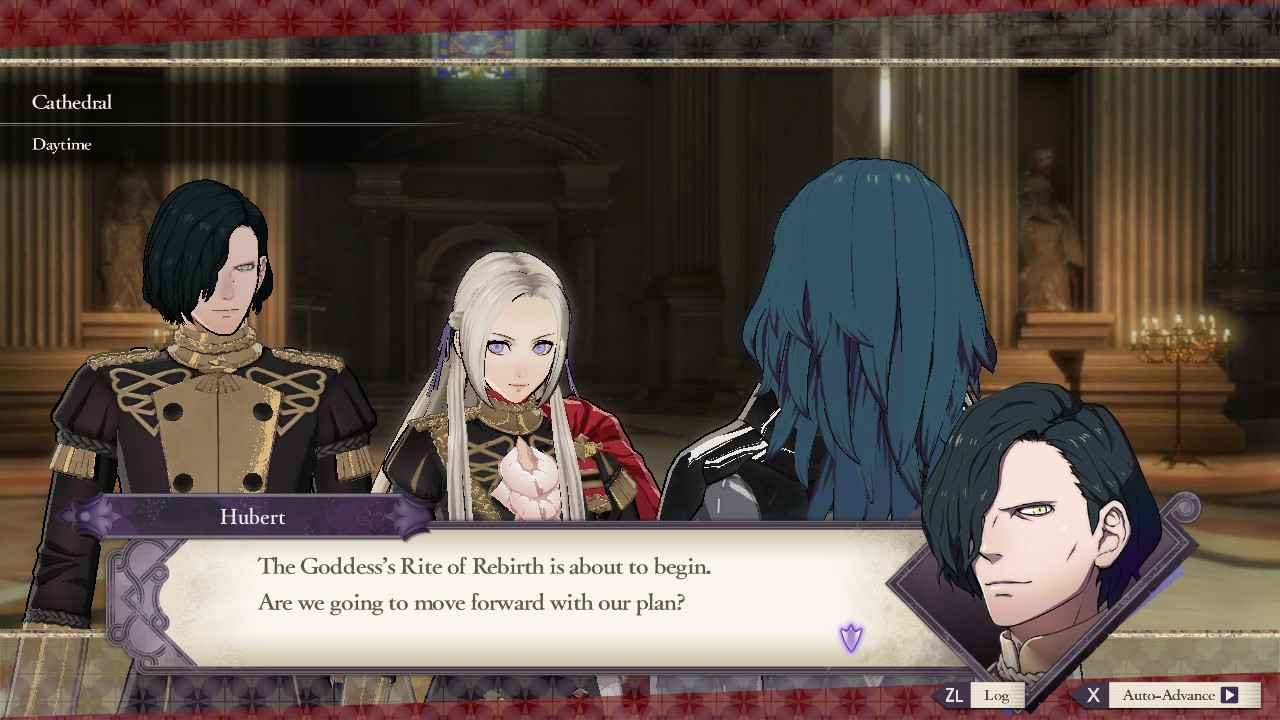 Cathedral
Daytime
Hubert
The Goddess's Rite of Rebirth is about to begin.
Are we going to move forward with our plan?
ZL Log X Auto-Advance